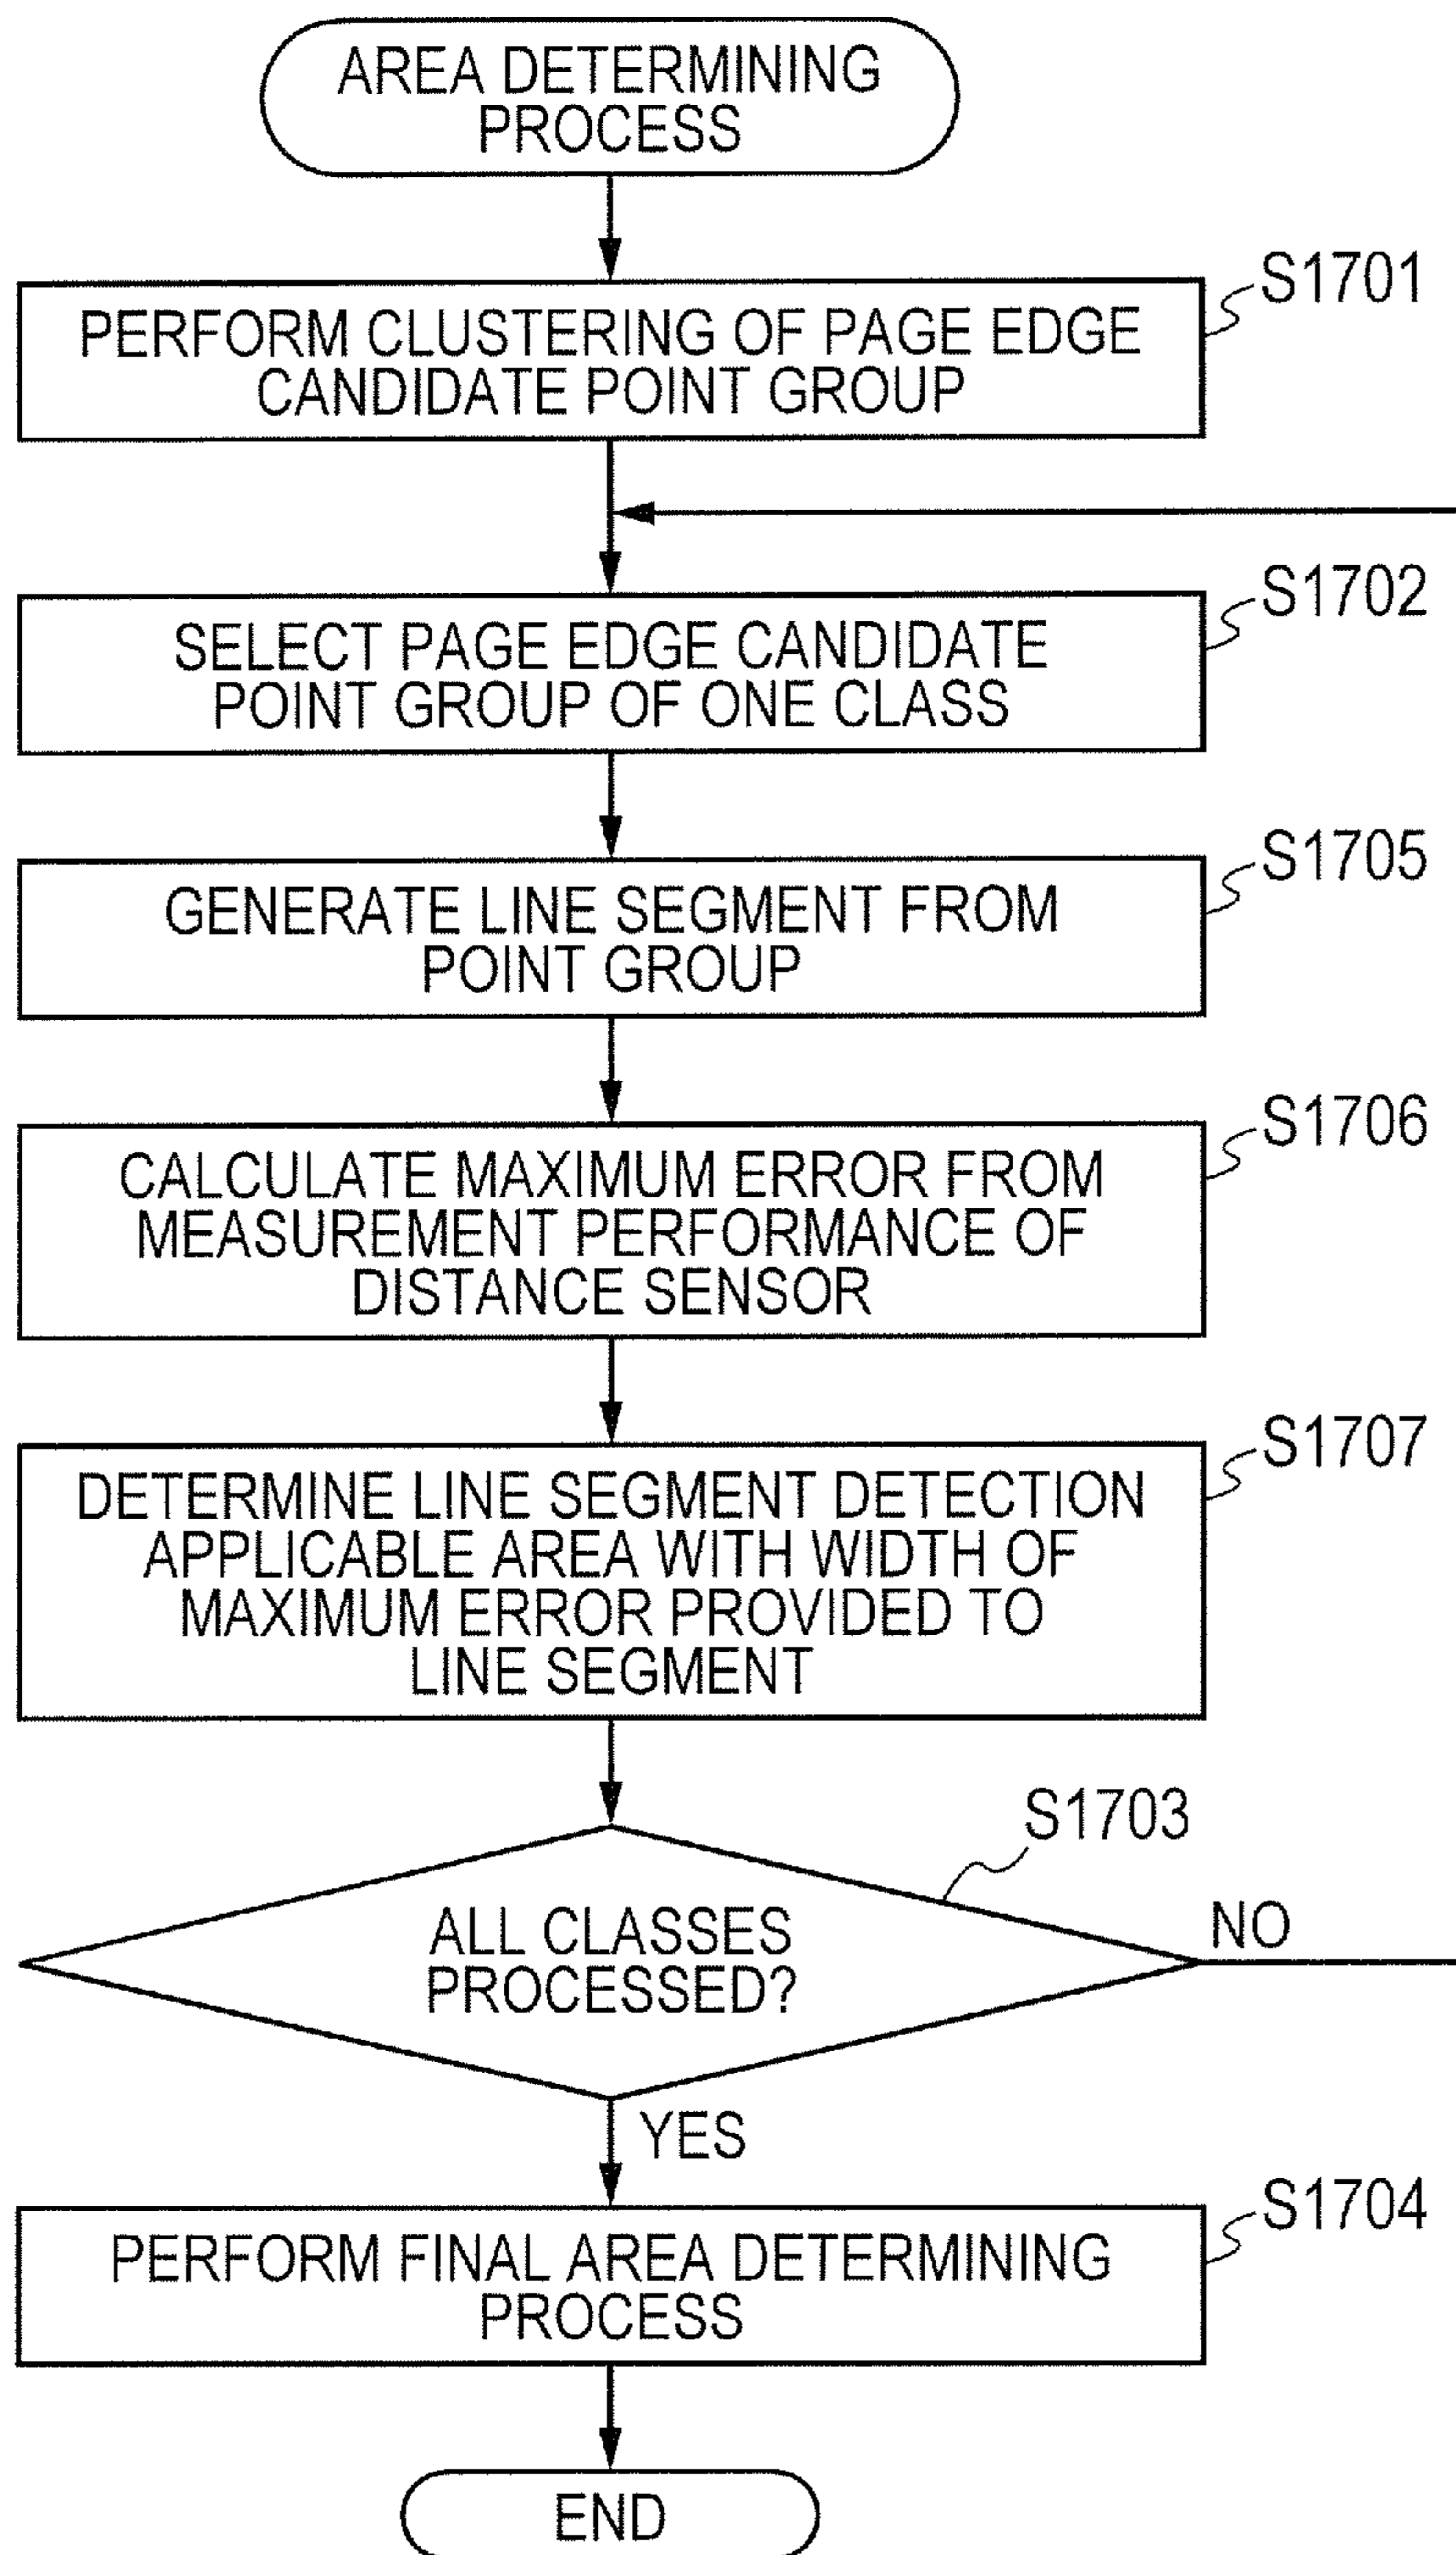 AREA DETERMINING
PROCESS
S1701
PERFORM CLUSTERING OF PAGE EDGE
CANDIDATE POINT GROUP
S1702
SELECT PAGE EDGE CANDIDATE
POINT GROUP OF ONE CLASS
S1705
GENERATE LINE SEGMENT FROM
POINT GROUP
S1706
CALCULATE MAXIMUM ERROR FROM
MEASUREMENT PERFORMANCE OF
DISTANCE SENSOR
S1707
DETERMINE LINE SEGMENT DETECTION
APPLICABLE AREA WITH WIDTH OF
MAXIMUM ERROR PROVIDED TO
LINE SEGMENT
S1703
ALL CLASSES
PROCESSED?
NO
YES
S1704
PERFORM FINAL AREA DETERMINING
PROCESS
END